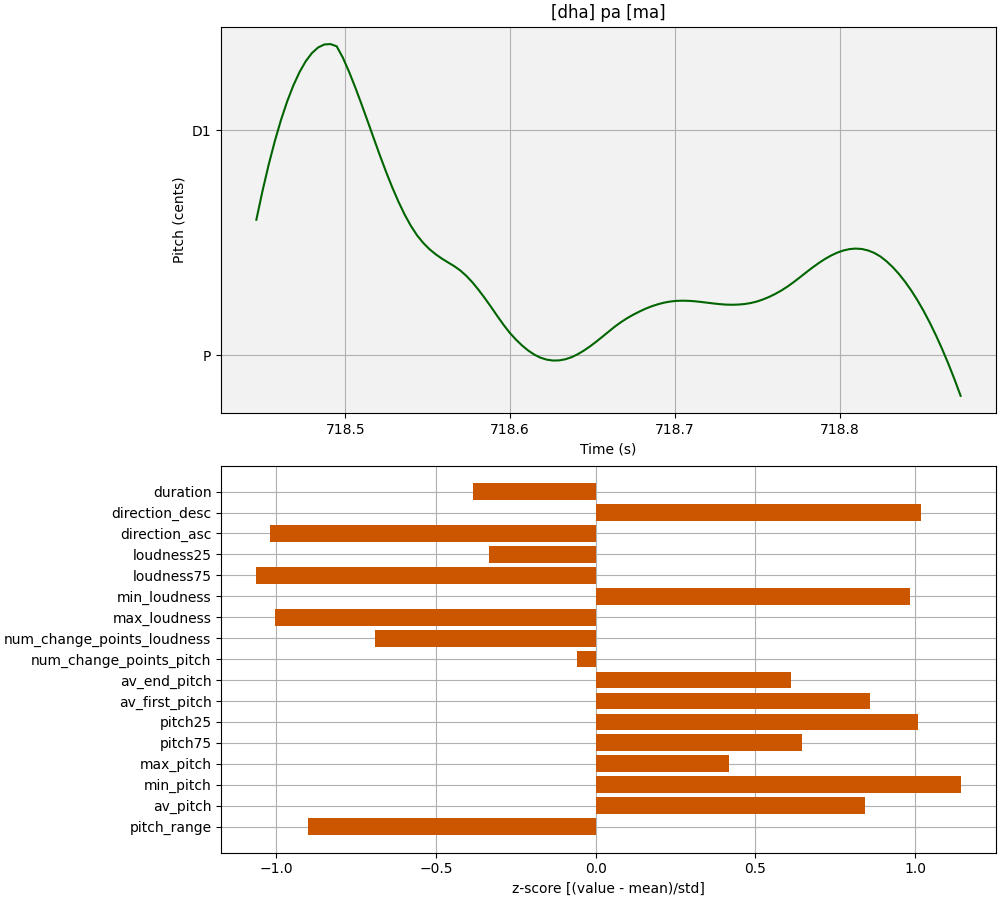 [dha] pa [ma]
D1
P
Pitch (cents)
718.5 718.6 718.7 718.8
Time (s)
duration
direction_desc
direction_asc
loudness25
loudness75
min_loudness
max_loudness
num_change_points_loudness
num_change_points_pitch
av_end_pitch
av_first_pitch
pitch25
pitch75
max_pitch
min_pitch
av_pitch
pitch_range
−1.0 −0.5 0.0 0.5 1.0
z-score [(value - mean)/std]